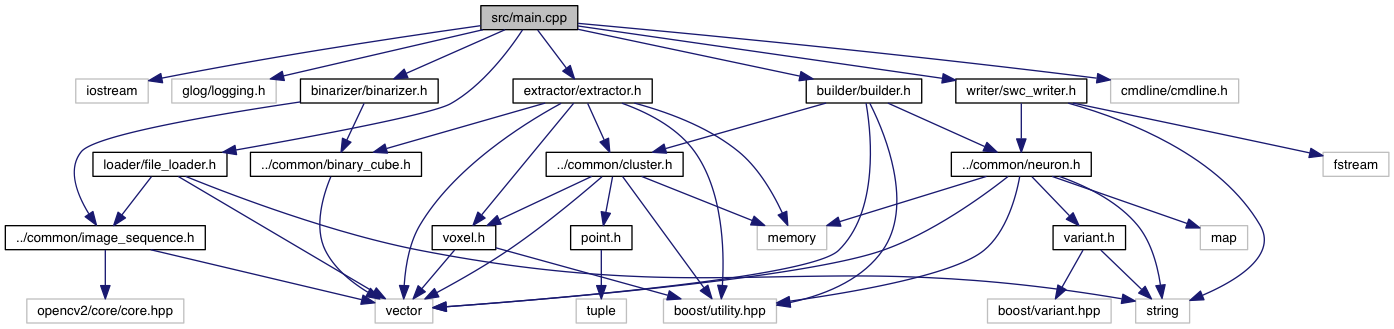 src/main.cpp
iostream
glog/logging.h
binarizer/binarizer.h
extractor/extractor.h
builder/builder.h
writer/swc_writer.h
cmdline/cmdline.h
loader/file_loader.h
../common/binary_cube.h
../common/cluster.h
../common/neuron.h
fstream
../common/image_sequence.h
voxel.h
point.h
memory
variant.h
map
opencv2/core/core.hpp
vector
tuple
boost/utility.hpp
boost/variant.hpp
string